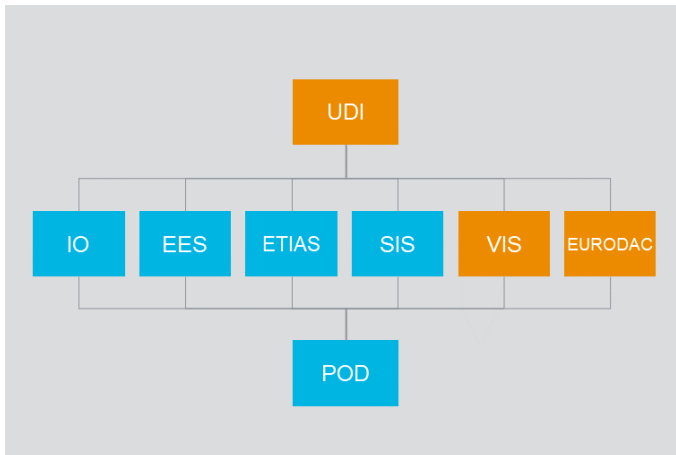 UDI
IO
EES
ETIAS
SIS
VIS
EURODAC
POD